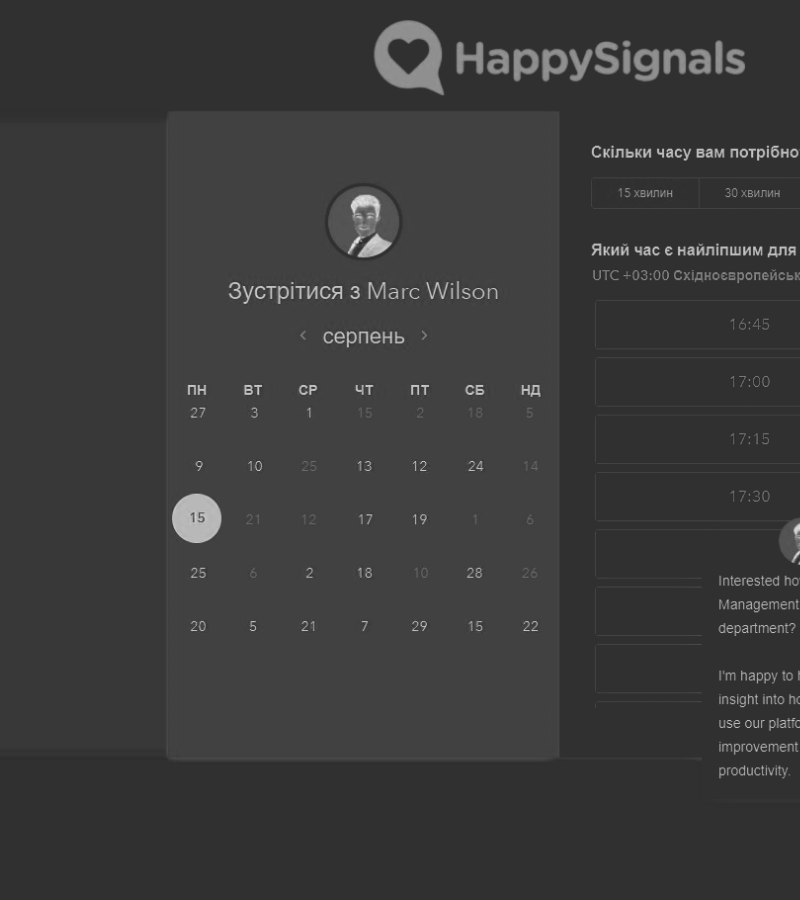 HappySignals
Зустрітися з Marc Wilson
серпень
ПН ВТ СР ЧТ ПТ СБ НД
27 3 1 15 2 18 5
9 10 25 13 12 24 14
15 21 12 17 19 1 6
25 6 2 18 10 28 26
20 5 21 7 29 15 22
Скільки часу вам потрібно
15 хвилин 30 хвилин
Який час є найліпшим для
UTC +03:00 Східноєвропейськ
16:45
17:00
17:15
17:30
Interested ho
Management
department?
I'm happy to h
insight into ho
use our platfo
improvement
productivity.